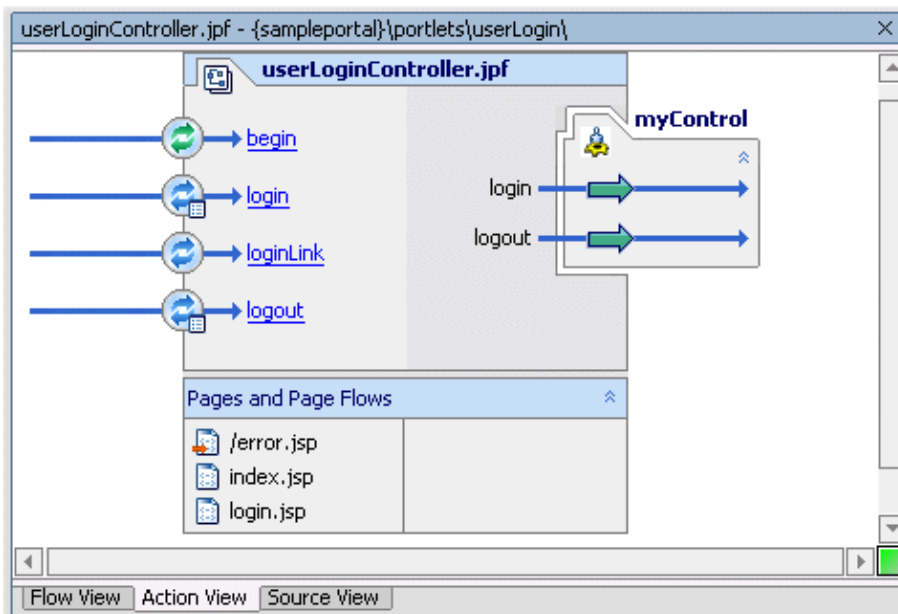 userLoginController.jpf - {sampleportal}\portlets\userLogin\
userLoginController.jpf
myControl
begin
login
loginLink
logout
login
logout
Pages and Page Flows
/error.jsp
index.jsp
login.jsp
Flow View Action View Source View